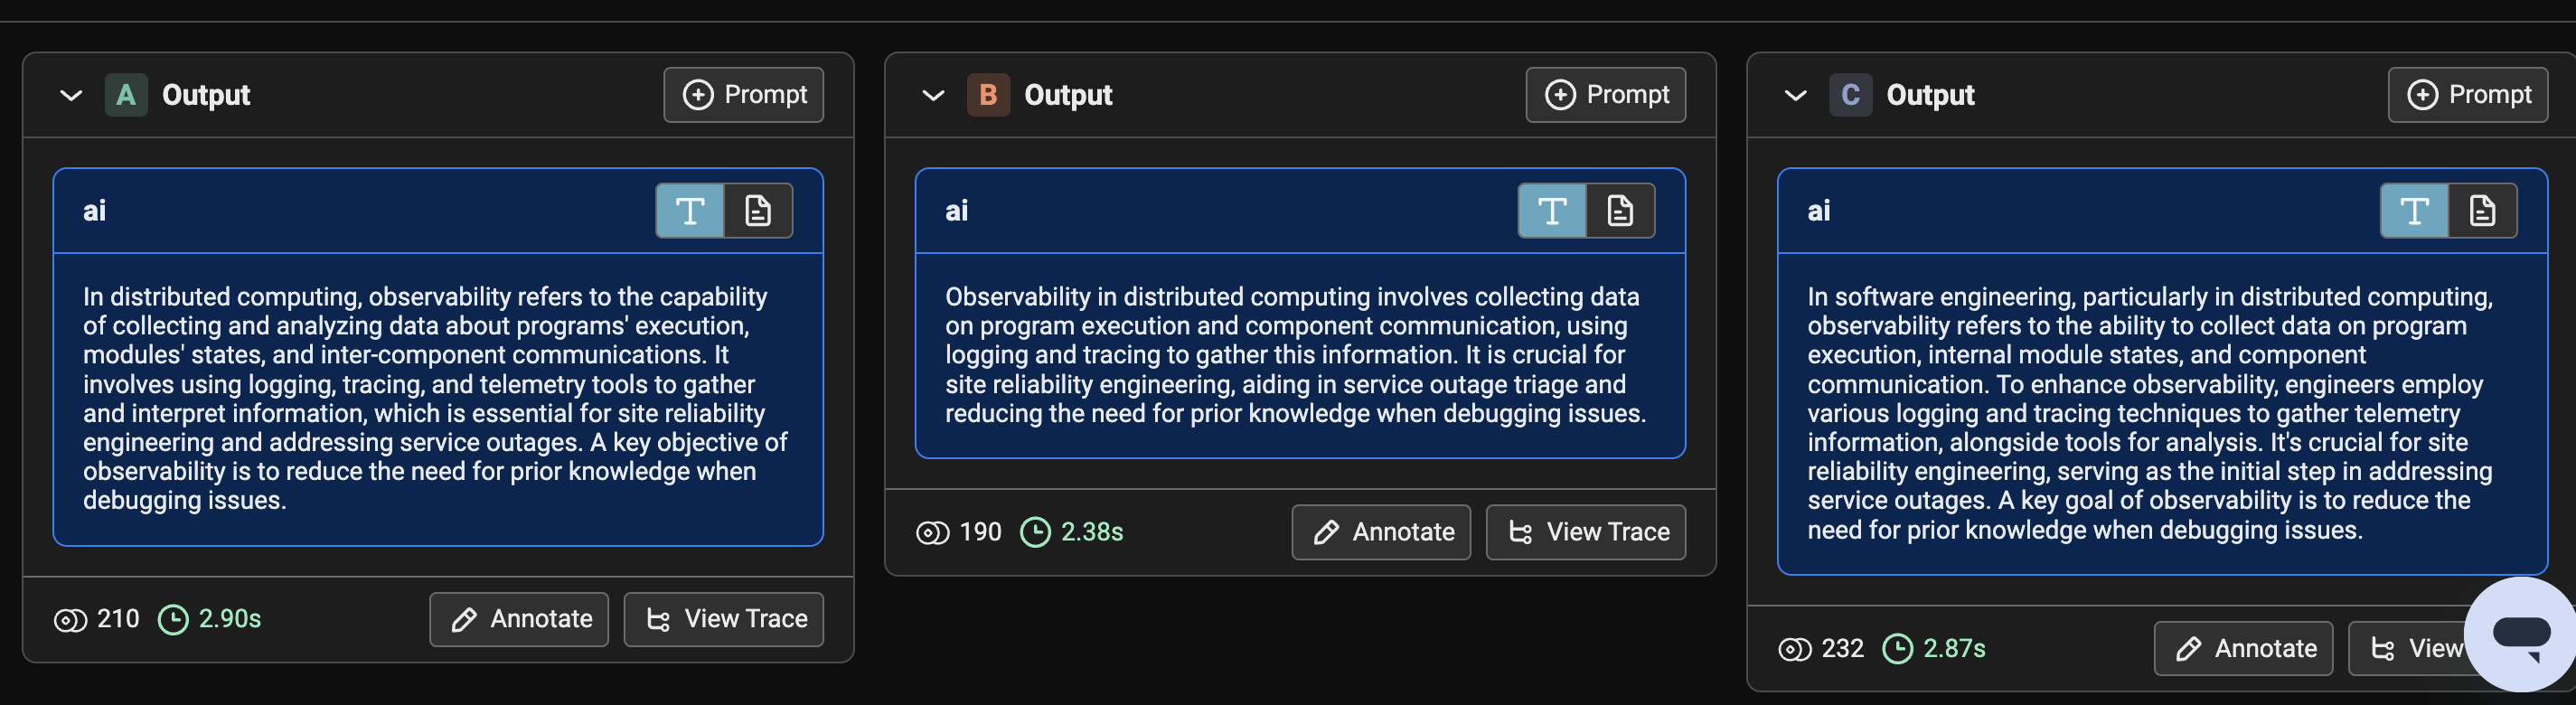 A Output
Prompt
ai
T
In distributed computing, observability refers to the capability
of collecting and analyzing data about programs' execution,
modules' states, and inter-component communications. It
involves using logging, tracing, and telemetry tools to gather
and interpret information, which is essential for site reliability
engineering and addressing service outages. A key objective of
observability is to reduce the need for prior knowledge when
debugging issues.
210 2.90s
Annotate
View Trace
B Output
Prompt
ai
T
Observability in distributed computing involves collecting data
on program execution and component communication, using
logging and tracing to gather this information. It is crucial for
site reliability engineering, aiding in service outage triage and
reducing the need for prior knowledge when debugging issues.
190 2.38s
Annotate
View Trace
C Output
Prompt
ai
T
In software engineering, particularly in distributed computing,
observability refers to the ability to collect data on program
execution, internal module states, and component
communication. To enhance observability, engineers employ
various logging and tracing techniques to gather telemetry
information, alongside tools for analysis. It's crucial for site
reliability engineering, serving as the initial step in addressing
service outages. A key goal of observability is to reduce the
need for prior knowledge when debugging issues.
232 2.87s
Annotate
View